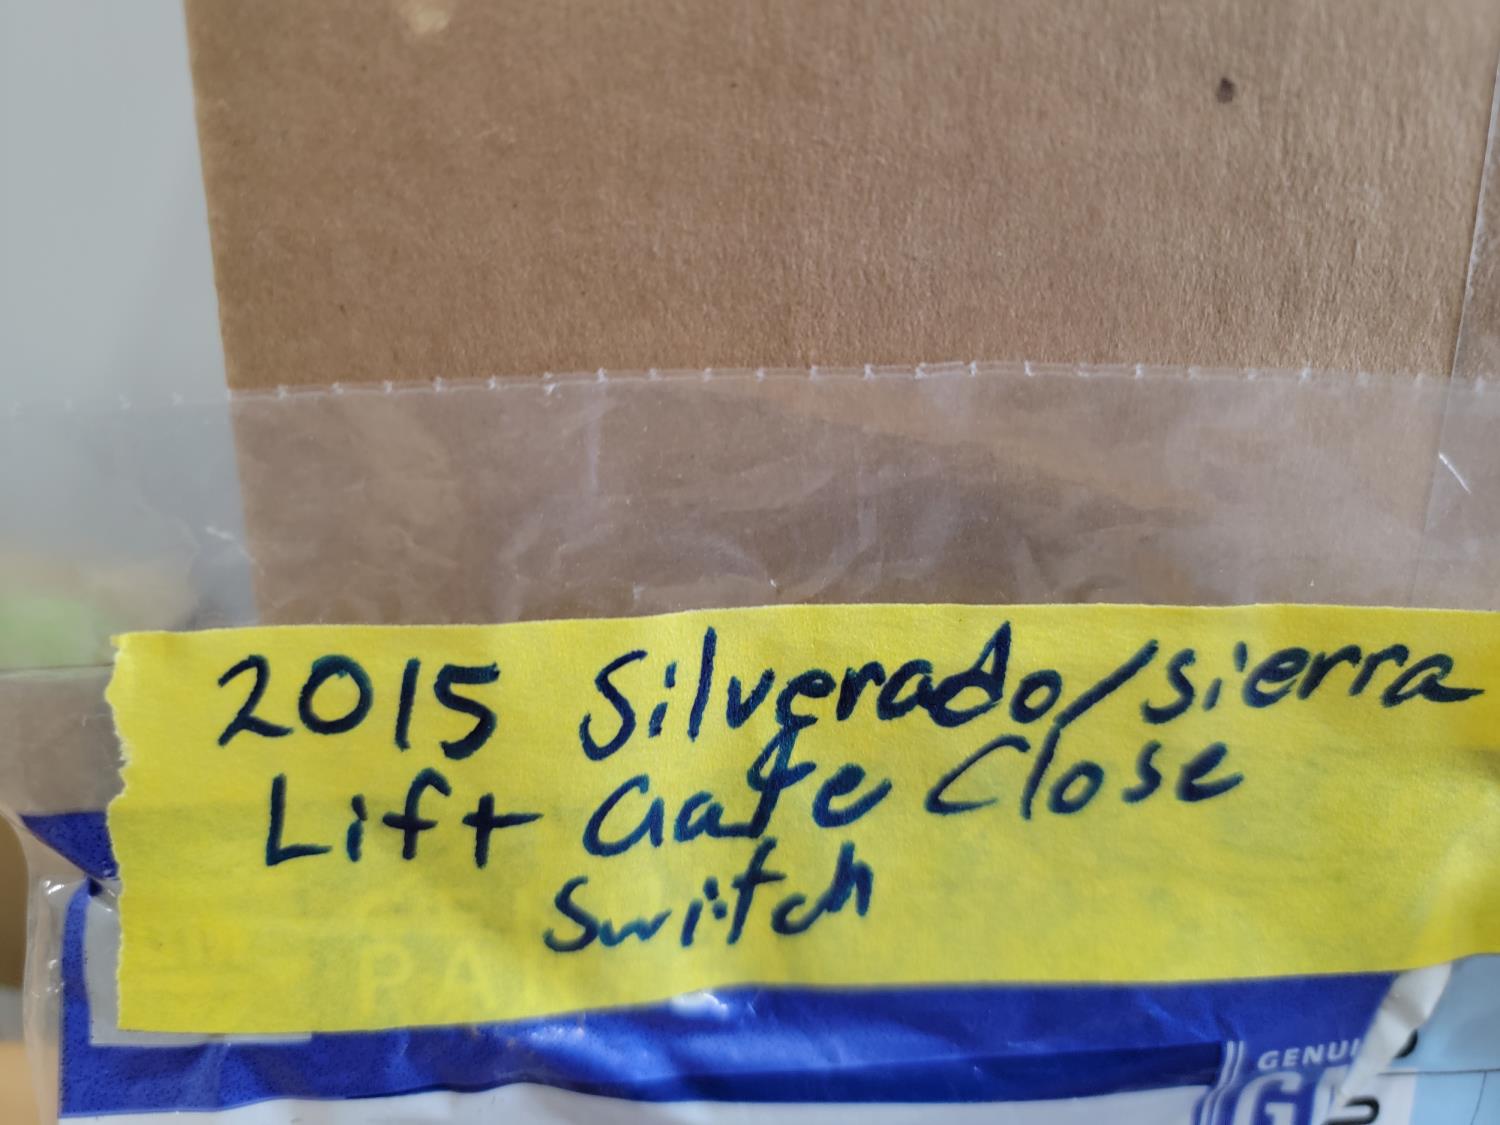 2015 Silverado/Sierra
Lift Gate Close
Switch